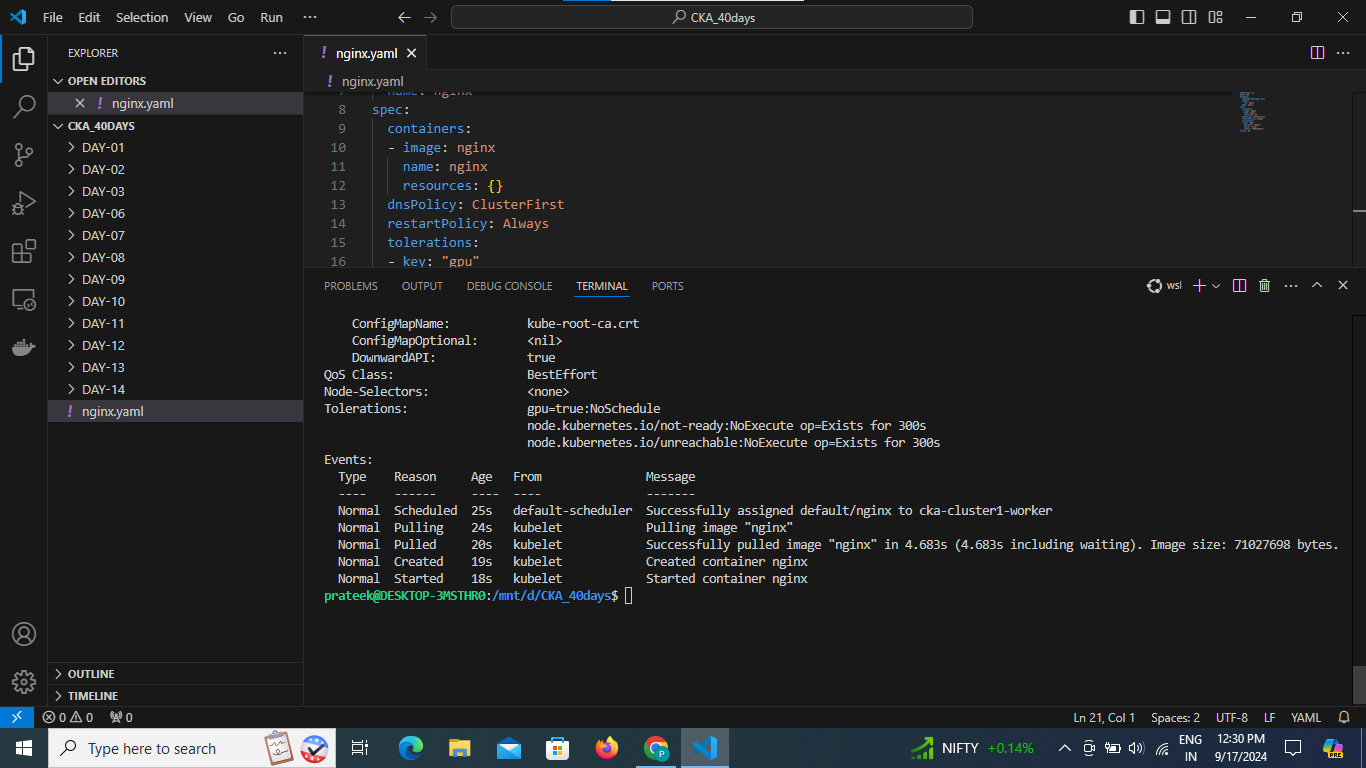 File Edit Selection View Go Run ···
CKA_40days
EXPLORER
OPEN EDITORS
nginx.yaml
CKA_40DAYS
DAY-01
DAY-02
DAY-03
DAY-06
DAY-07
DAY-08
DAY-09
DAY-10
DAY-11
DAY-12
DAY-13
DAY-14
nginx.yaml
OUTLINE
TIMELINE
nginx.yaml
nginx.yaml
name: nginx
8 spec:
9 containers:
10 - image: nginx
11 name: nginx
12 resources: {}
13 dnsPolicy: ClusterFirst
14 restartPolicy: Always
15 tolerations:
16 - key: "gpu"
PROBLEMS OUTPUT DEBUG CONSOLE TERMINAL PORTS
wsl
ConfigMapName: kube-root-ca.crt
ConfigMapOptional: <nil>
DownwardAPI: true
QoS Class: BestEffort
Node-Selectors: <none>
Tolerations: gpu=true:NoSchedule
node.kubernetes.io/not-ready:NoExecute op=Exists for 300s
node.kubernetes.io/unreachable:NoExecute op=Exists for 300s
Events:
Type Reason Age From Message
---- ------ ---- ---- -------
Normal Scheduled 25s default-scheduler Successfully assigned default/nginx to cka-cluster1-worker
Normal Pulling 24s kubelet Pulling image "nginx"
Normal Pulled 20s kubelet Successfully pulled image "nginx" in 4.683s (4.683s including waiting). Image size: 71027698 bytes.
Normal Created 19s kubelet Created container nginx
Normal Started 18s kubelet Started container nginx
prateek@DESKTOP-3MSTHR0:/mnt/d/CKA_40days$
0 0 0
Ln 21, Col 1 Spaces: 2 UTF-8 LF YAML
Type here to search
NIFTY +0.14%
ENG
IN
12:30 PM
9/17/2024
PRE